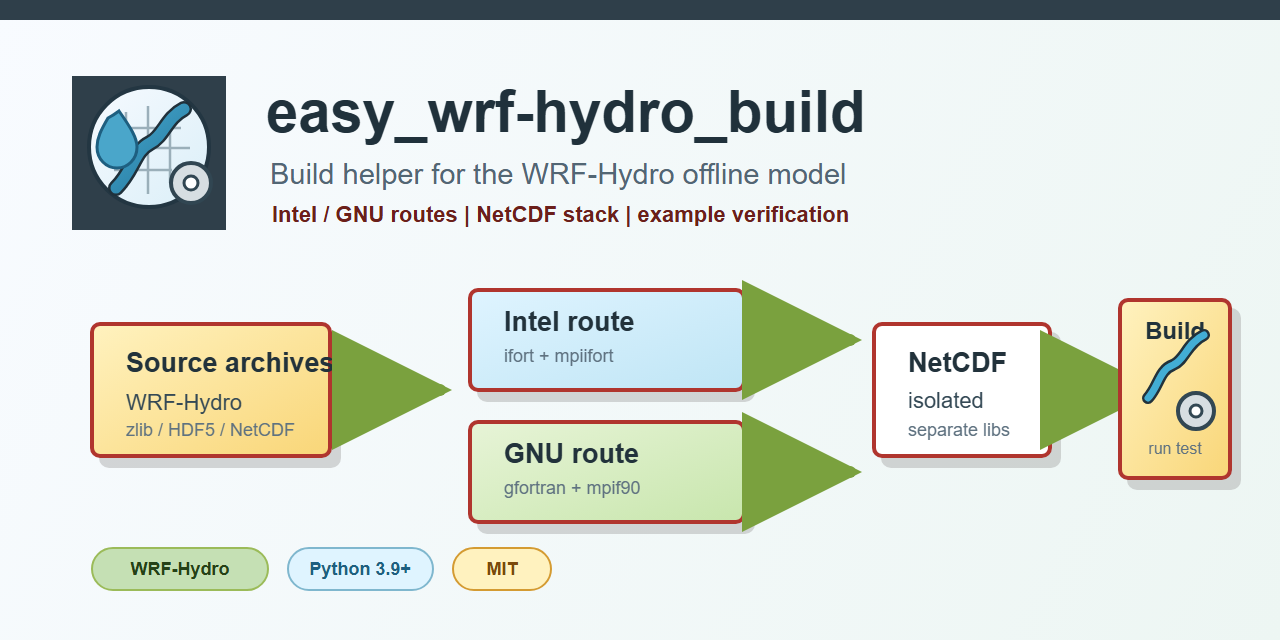 easy_wrf-hydro_build
Build helper for the WRF-Hydro offline model
Intel / GNU routes | NetCDF stack | example verification
Source archives
WRF-Hydro
zlib / HDF5 / NetCDF
Intel route
ifort + mpiifort
GNU route
gfortran + mpif90
NetCDF
isolated
separate libs
Build
run test
WRF-Hydro
Python 3.9+
MIT